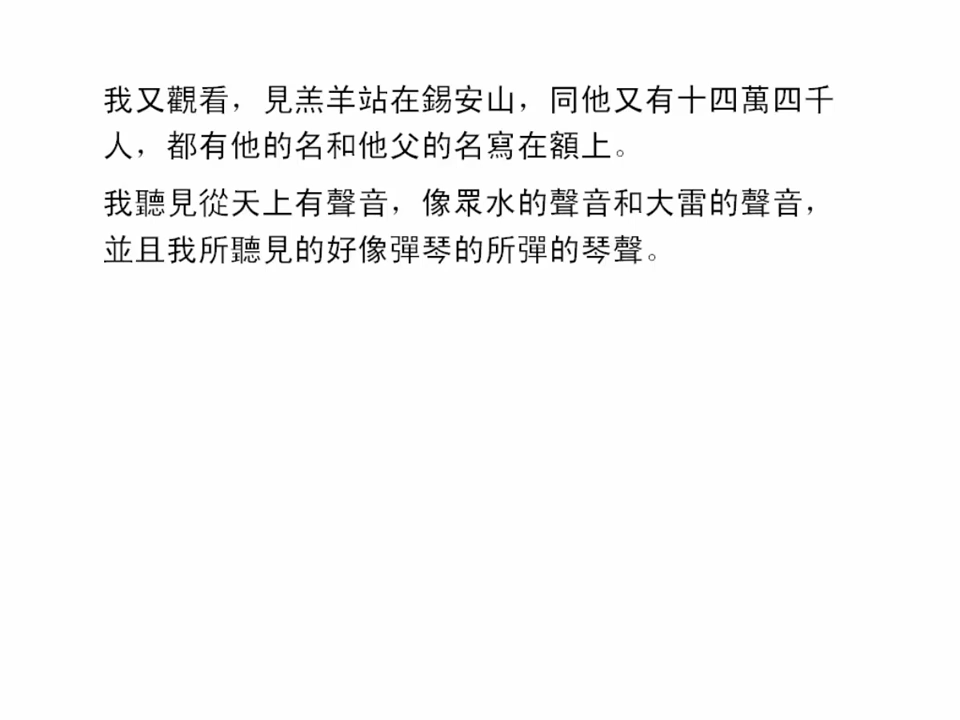 我又觀看，見羔羊站在錫安山，同他又有十四萬四千
人，都有他的名和他父的名寫在額上。
我聽見從天上有聲音，像眾水的聲音和大雷的聲音，
並且我所聽見的好像彈琴的所彈的琴聲。